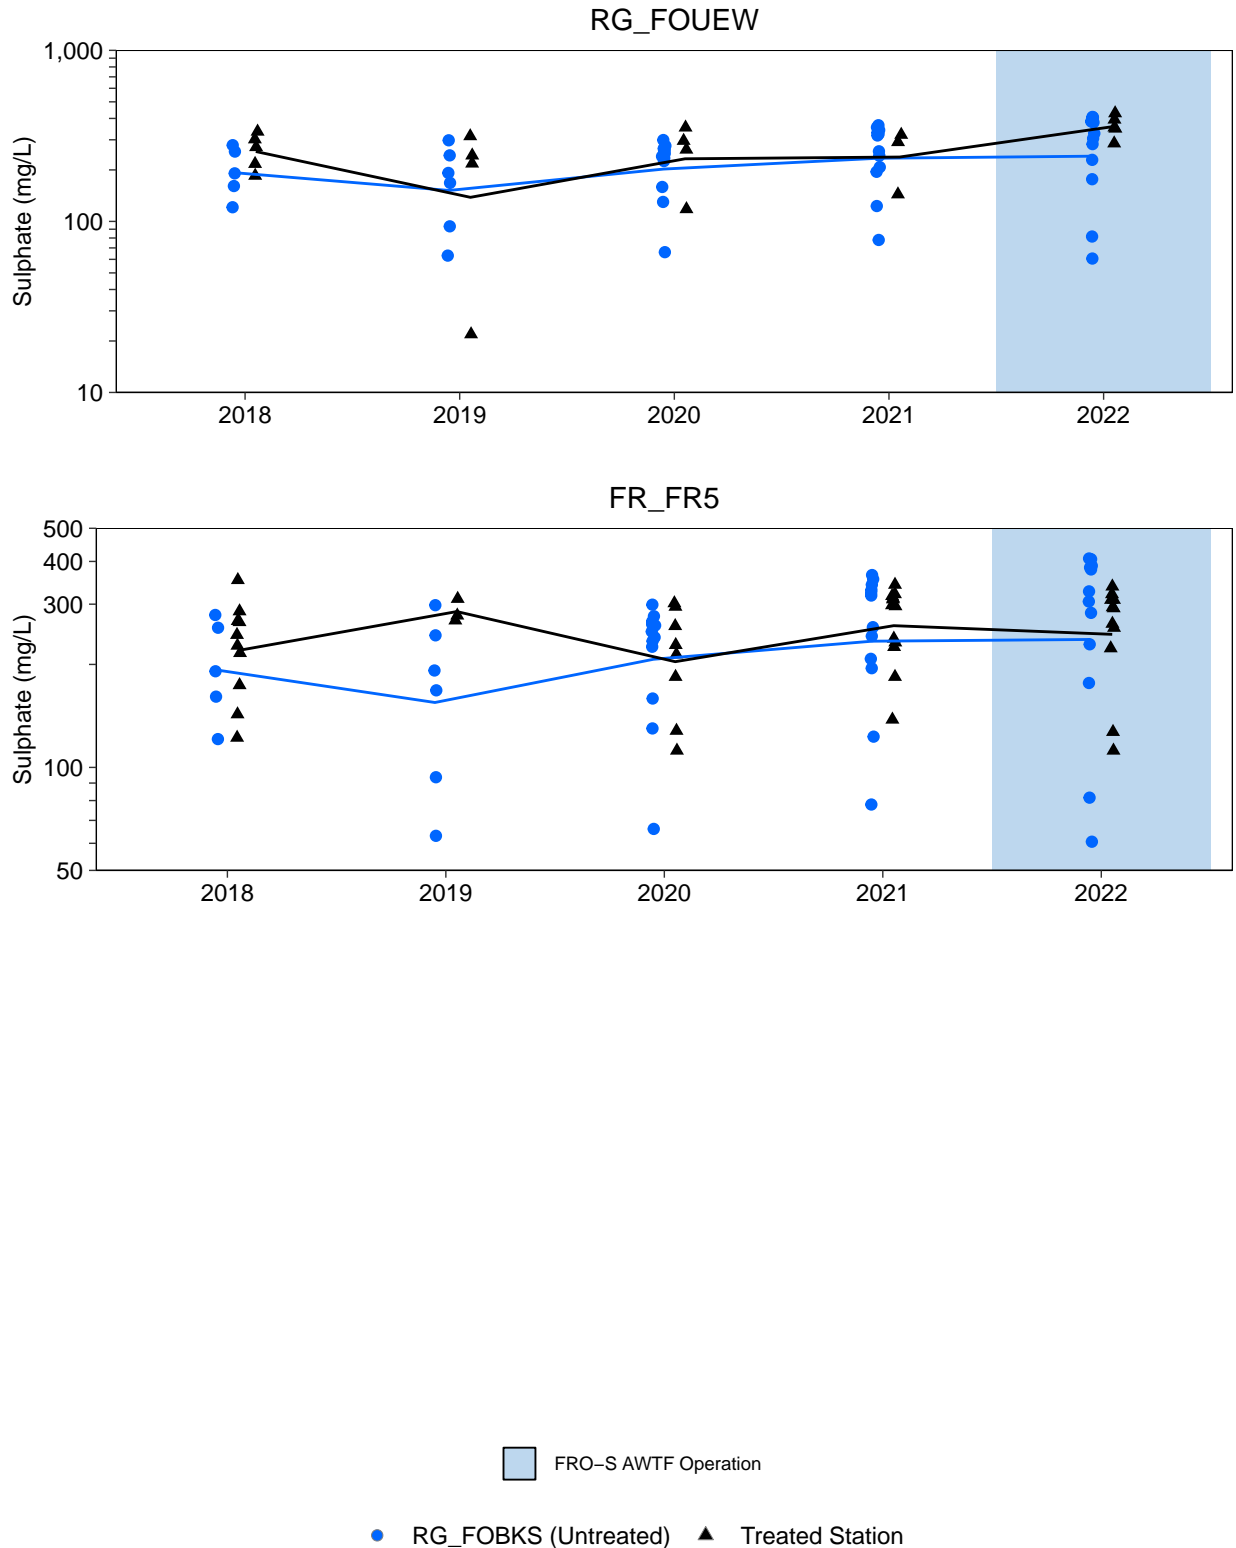 RG_FOUEW
1,000
100
10
Sulphate (mg/L)
2018 2019 2020 2021 2022
FR_FR5
500
400
300
100
50
Sulphate (mg/L)
2018 2019 2020 2021 2022
FRO−S AWTF Operation
RG_FOBKS (Untreated) Treated Station